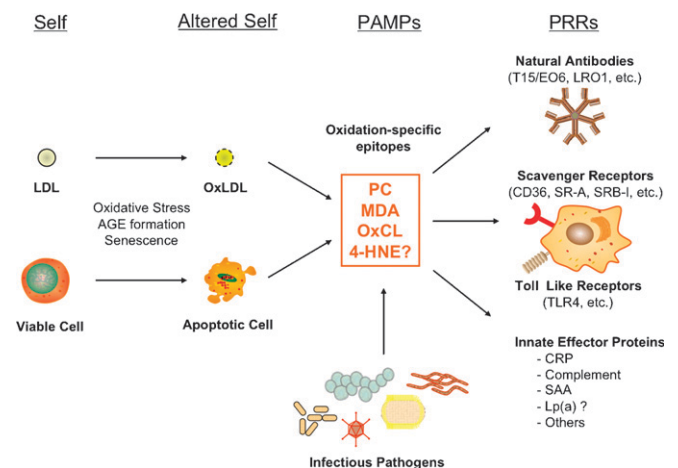 Self
Altered Self
PAMPs
PRRs
Natural Antibodies
(T15/EO6, LRO1, etc.)
Oxidation-specific
epitopes
LDL
OxLDL
Oxidative Stress
AGE formation
Senescence
PC
MDA
OxCL
4-HNE?
Scavenger Receptors
(CD36, SR-A, SRB-I, etc.)
Viable Cell
Apoptotic Cell
Toll Like Receptors
(TLR4, etc.)
Innate Effector Proteins
- CRP
- Complement
- SAA
- Lp(a) ?
- Others
Infectious Pathogens